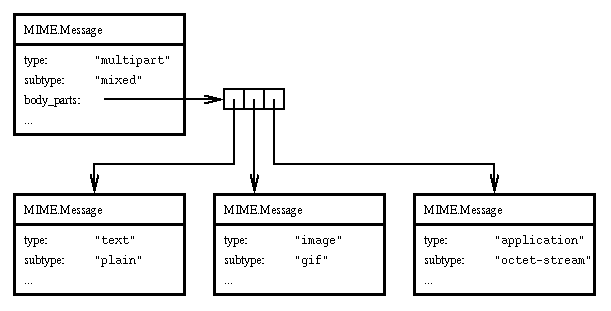 MIME.Message
type: "multipart"
subtype: "mixed"
body_parts:
...
MIME.Message
type: "text"
subtype: "plain"
...
MIME.Message
type: "image"
subtype: "gif"
...
MIME.Message
type: "application"
subtype: "octet-stream"
...